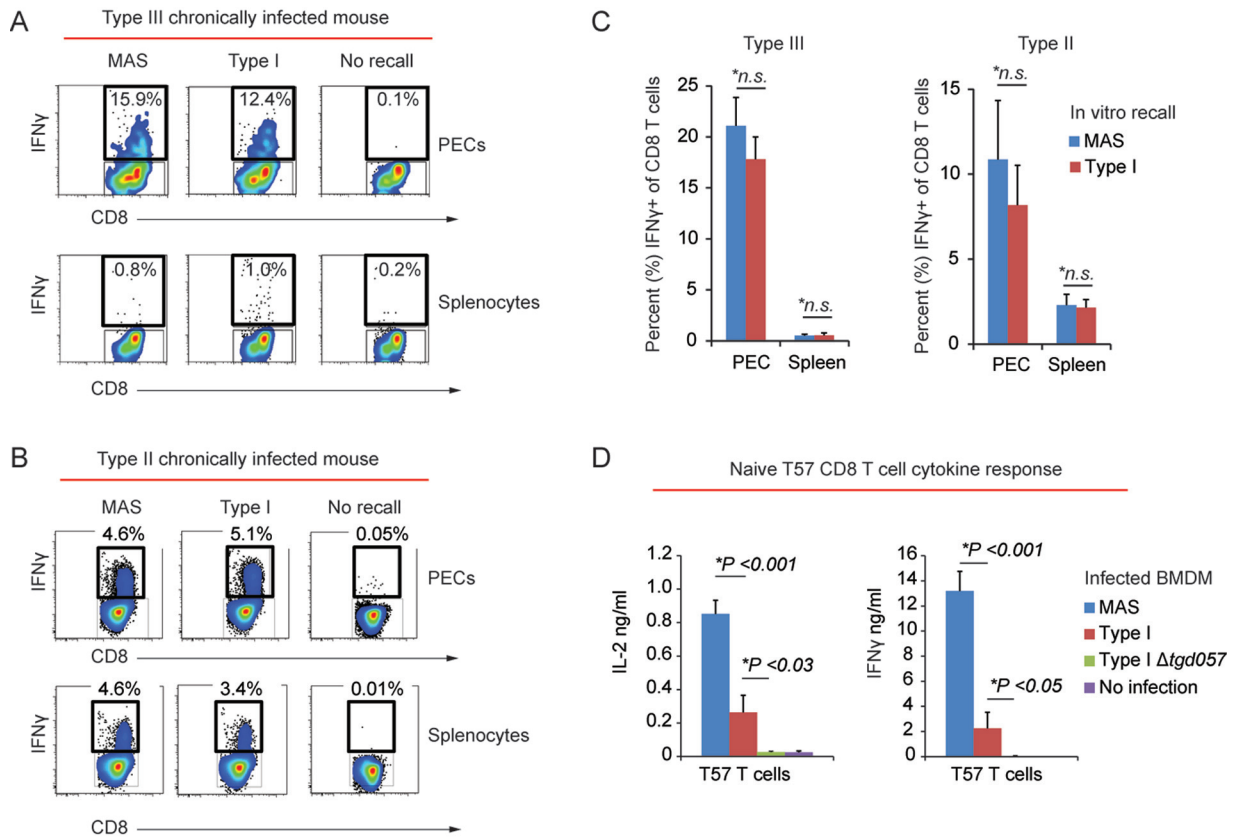 A
Type III chronically infected mouse
MAS Type I No recall
IFNγ
15.9% 12.4% 0.1%
PECs
CD8
IFNγ
0.8% 1.0% 0.2%
Splenocytes
CD8
B
Type II chronically infected mouse
MAS Type I No recall
4.6% 5.1% 0.05%
IFNγ
PECs
CD8
4.6% 3.4% 0.01%
IFNγ
Splenocytes
CD8
C
Type III
Percent (%) IFNγ+ of CD8 T cells
25
20
15
10
5
0
*n.s.
*n.s.
PEC Spleen
Type II
Percent (%) IFNγ+ of CD8 T cells
15
10
5
0
*n.s.
*n.s.
PEC Spleen
In vitro recall
MAS
Type I
D
Naive T57 CD8 T cell cytokine response
IL-2 ng/ml
1.2
1
0.8
0.6
0.4
0.2
0
*P <0.001
*P <0.03
T57 T cells
IFNγ ng/ml
16
14
12
10
8
6
4
2
0
*P <0.001
*P <0.05
T57 T cells
Infected BMDM
MAS
Type I
Type I Δtgd057
No infection